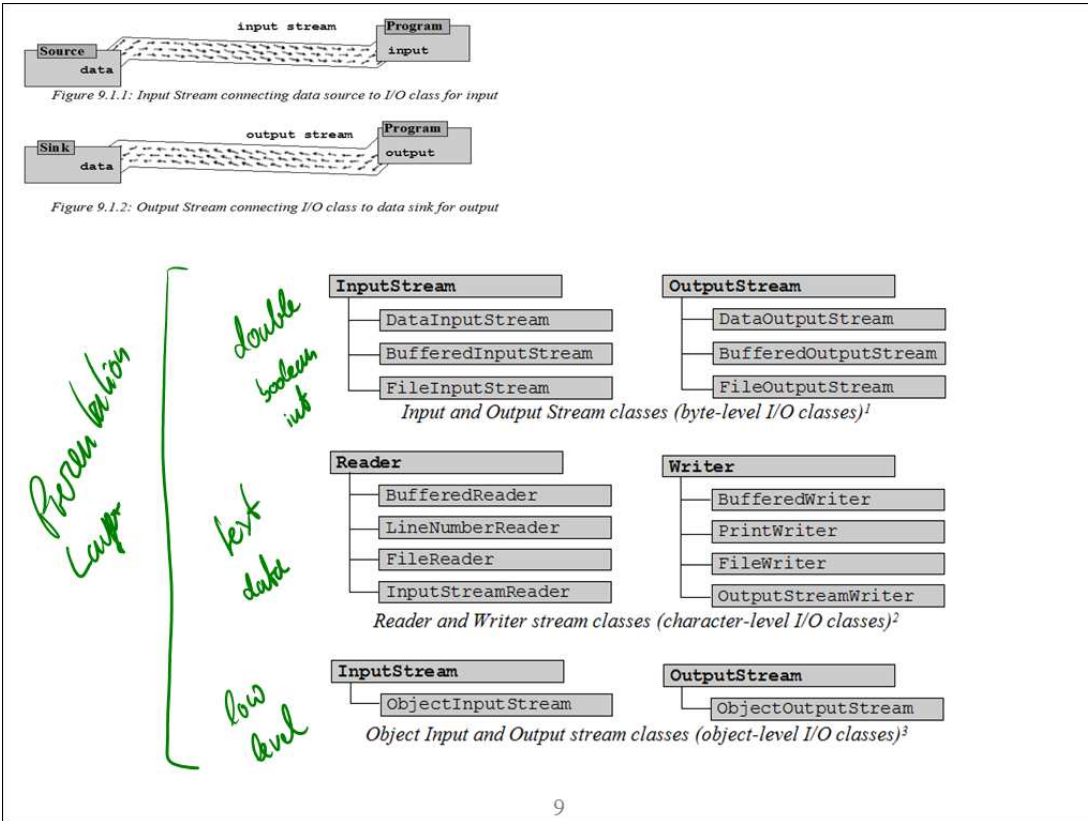 input stream
Program
input
Source
data
Figure 9.1.1: Input Stream connecting data source to I/O class for input
output stream
Program
output
Sink
data
Figure 9.1.2: Output Stream connecting I/O class to data sink for output
double
boolean
int
InputStream
DataInputStream
BufferedInputStream
FileInputStream
OutputStream
DataOutputStream
BufferedOutputStream
FileOutputStream
Input and Output Stream classes (byte-level I/O classes)¹
text
data
Reader
BufferedReader
LineNumberReader
FileReader
InputStreamReader
Writer
BufferedWriter
PrintWriter
FileWriter
OutputStreamWriter
Reader and Writer stream classes (character-level I/O classes)²
low
level
InputStream
ObjectInputStream
OutputStream
ObjectOutputStream
Object Input and Output stream classes (object-level I/O classes)³
9